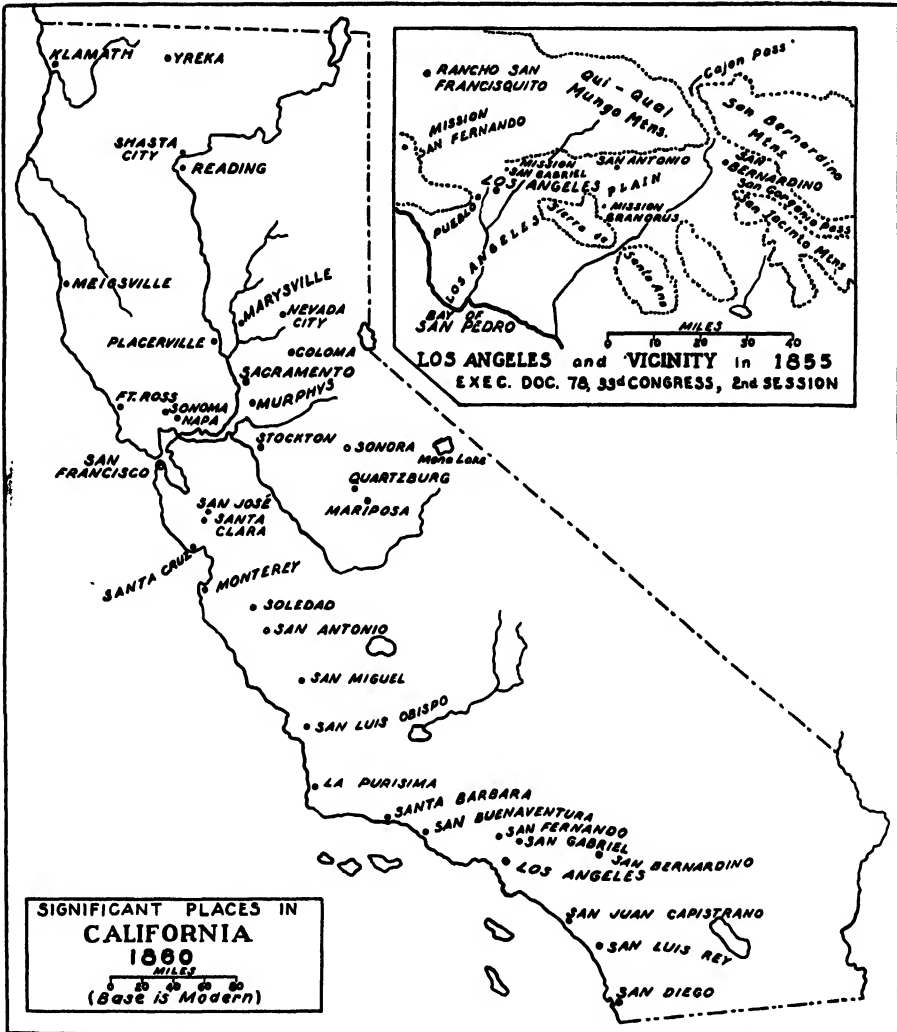 KLAMATH
YREKA
SHASTA
CITY
READING
MEIGSVILLE
MARYSVILLE
NEVADA
CITY
PLACERVILLE
COLOMA
SACRAMENTO
MURPHYS
FT. ROSS
SONOMA
NAPA
STOCKTON
SONORA
Mono Lake
SAN
FRANCISCO
QUARTZBURG
MARIPOSA
SAN JOSÉ
SANTA
CLARA
SANTA CRUZ
MONTEREY
SOLEDAD
SAN ANTONIO
SAN MIGUEL
SAN LUIS OBISPO
LA PURISIMA
SANTA BARBARA
SAN BUENAVENTURA
SAN FERNANDO
SAN GABRIEL
SAN BERNARDINO
LOS ANGELES
SAN JUAN CAPISTRANO
SAN LUIS REY
SAN DIEGO
RANCHO SAN
FRANCISQUITO
Qui-Quai
Mungo Mtns.
Cajon Pass
San Bernardino
Mtns.
MISSION
SAN FERNANDO
MISSION
SAN GABRIEL
SAN ANTONIO
SAN
BERNARDINO
San Gorgonio Pass
San Jacinto Mtns
PUEBLO
LOS ANGELES
LOS ANGELES PLAIN
MISSION
GRANDRUS
Sierra de
Santa Ana
BAY OF
SAN PEDRO
MILES
0 10 20 30 40
LOS ANGELES and VICINITY in 1855
EXEC. DOC. 78, 33d CONGRESS, 2nd SESSION
SIGNIFICANT PLACES IN
CALIFORNIA
1860
MILES
0 20 40 60 80
(Base is Modern)